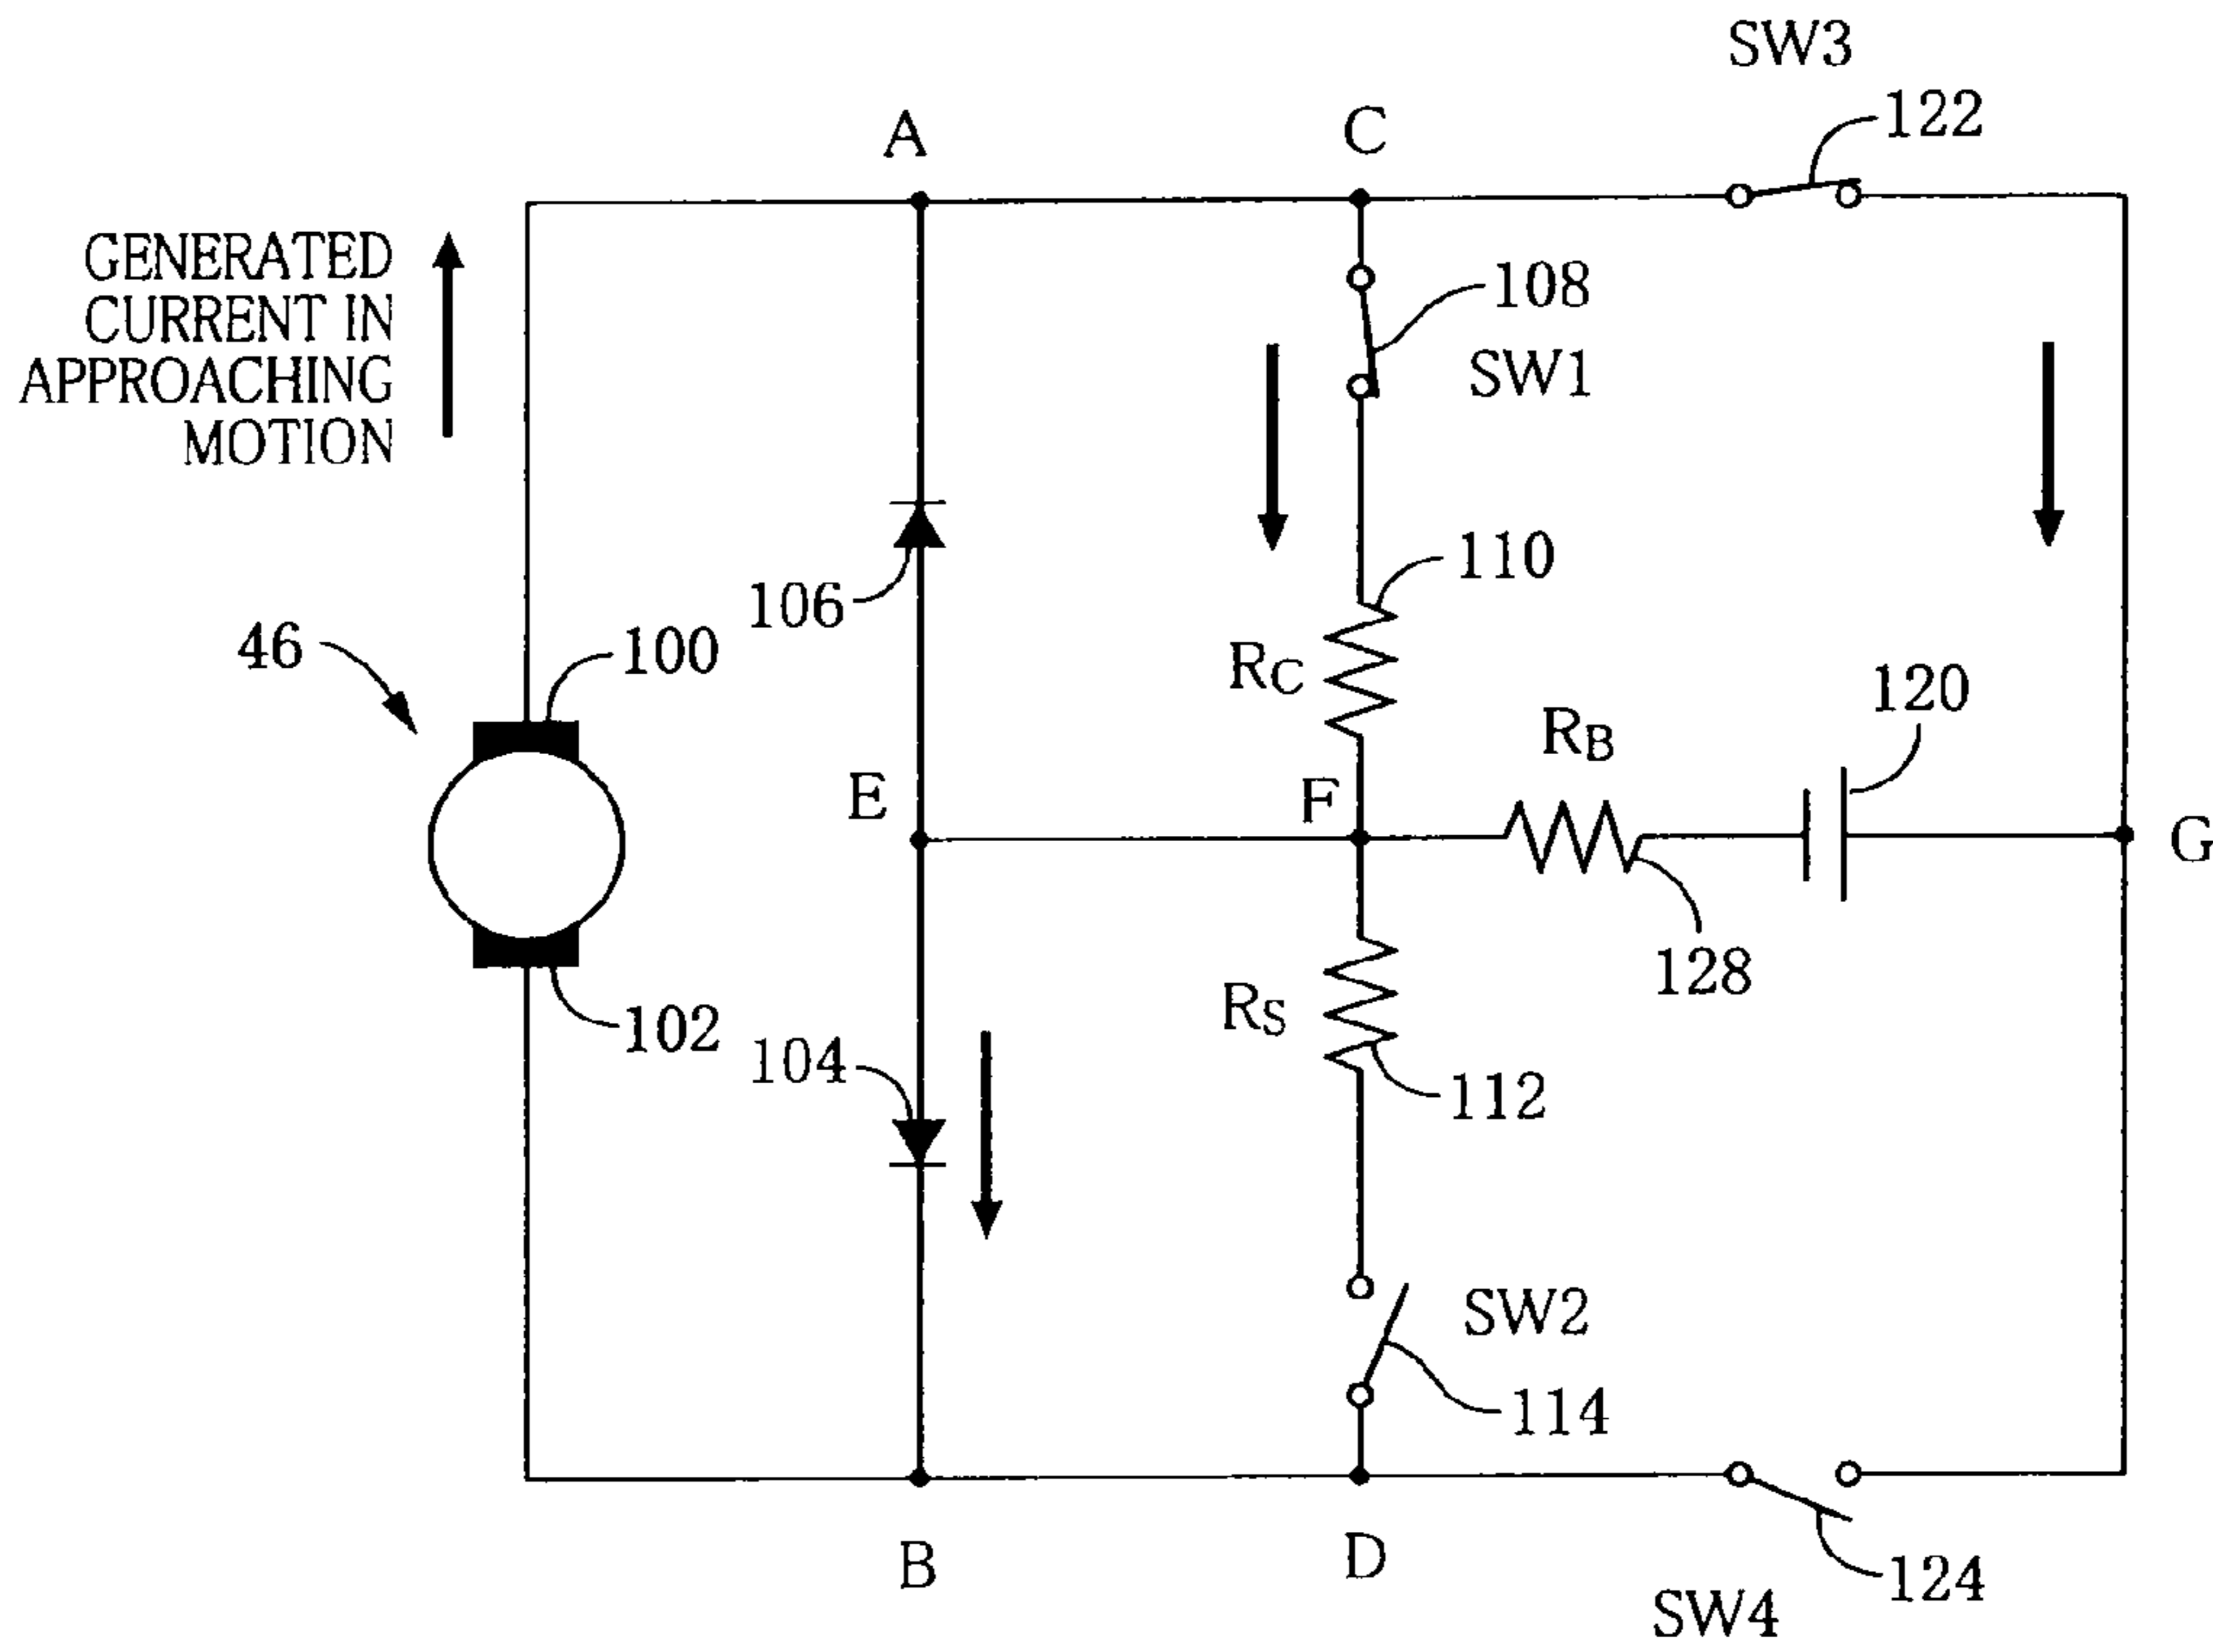 SW3
122
A
C
GENERATED
CURRENT IN
APPROACHING
MOTION
108
SW1
110
106
46
100
RC
120
RB
E
F
G
128
102
104
RS
112
SW2
114
B
D
124
SW4